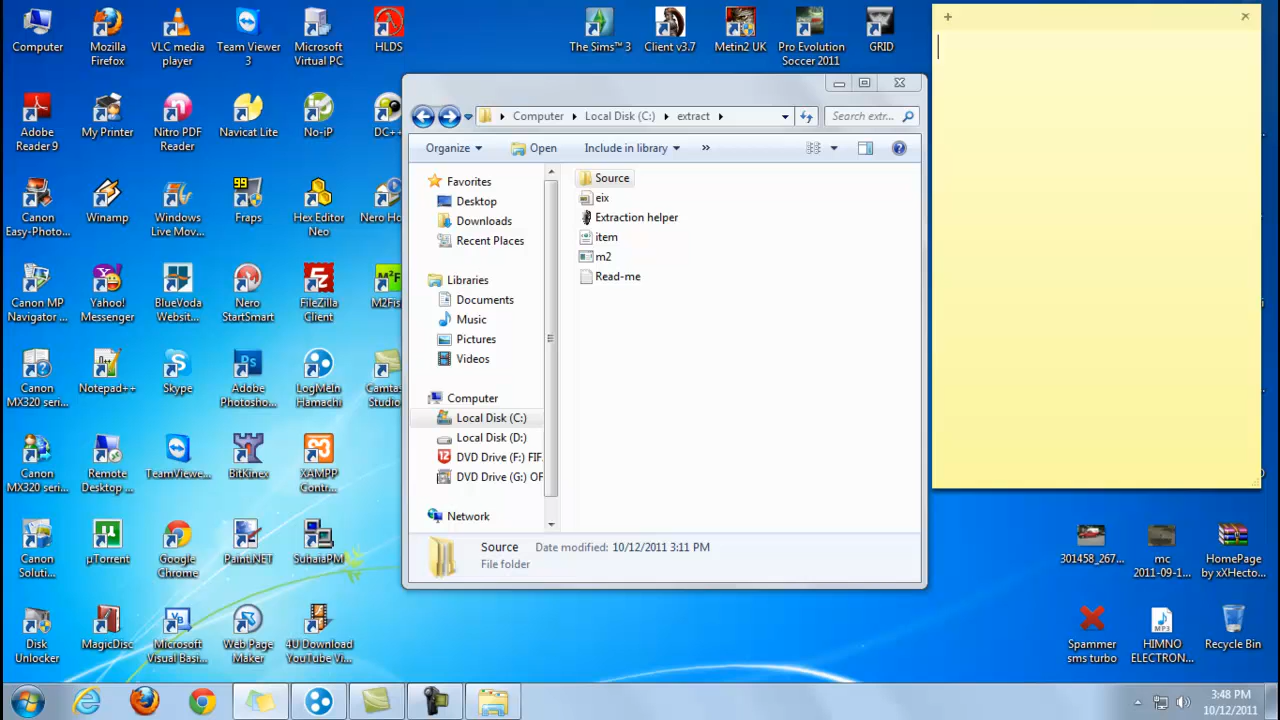 Computer
Mozilla
Firefox
VLC media
player
Team Viewer
3
Microsoft
Virtual PC
HLDS
The Sims™ 3
Client v3.7
Metin2 UK
Pro Evolution
Soccer 2011
GRID
Adobe
Reader 9
My Printer
Nitro PDF
Reader
Navicat Lite
No-iP
DC++
Canon
Easy-Photo...
Winamp
Windows
Live Mov...
99
Fraps
Hex Editor
Neo
Nero Ho
Canon MP
Navigator ...
Yahoo!
Messenger
BlueVoda
Websit...
Nero
StartSmart
FileZilla
Client
M2Fis
Canon
MX320 seri...
Notepad++
Skype
Adobe
Photosho...
LogMeIn
Hamachi
Camta
Studio
Canon
MX320 seri...
Remote
Desktop ...
TeamViewe...
BitKinex
XAMPP
Contr...
Canon
Soluti...
µTorrent
Google
Chrome
Paint.NET
SuhaiaPM
Disk
Unlocker
MagicDisc
Microsoft
Visual Basi...
Web Page
Maker
4U Download
YouTube Vi...
Computer
Local Disk (C:)
extract
Search extr...
Organize
Open
Include in library
»
Favorites
Desktop
Downloads
Recent Places
Libraries
Documents
Music
Pictures
Videos
Computer
Local Disk (C:)
Local Disk (D:)
DVD Drive (F:) FIF
DVD Drive (G:) OF
Network
Source
eix
Extraction helper
item
m2
Read-me
Source
Date modified: 10/12/2011 3:11 PM
File folder
301458_267...
mc
2011-09-1...
HomePage
by xXHecto...
Spammer
sms turbo
MP3
HIMNO
ELECTRON...
Recycle Bin
3:48 PM
10/12/2011